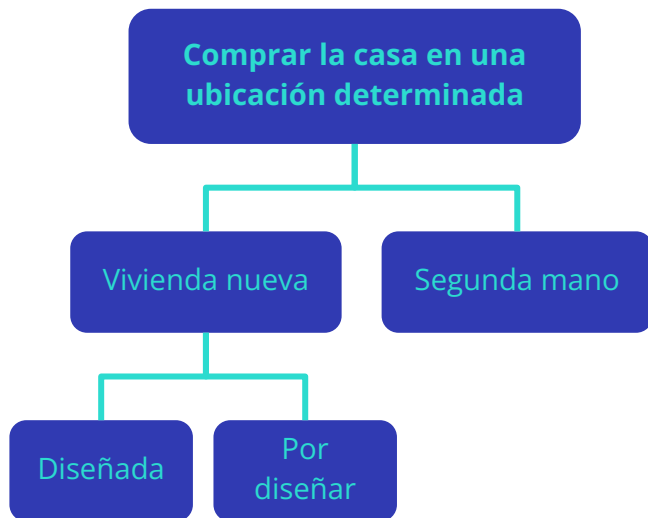 Comprar la casa en una
ubicación determinada
Vivienda nueva
Segunda mano
Diseñada
Por
diseñar